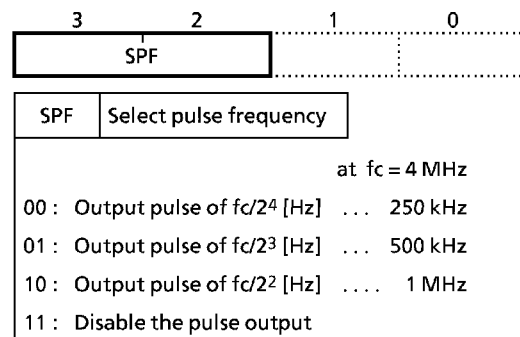 3 2 1 0
SPF
SPF Select pulse frequency
at fc = 4 MHz
00 : Output pulse of fc/2⁴ [Hz] ... 250 kHz
01 : Output pulse of fc/2³ [Hz] ... 500 kHz
10 : Output pulse of fc/2² [Hz] .... 1 MHz
11 : Disable the pulse output